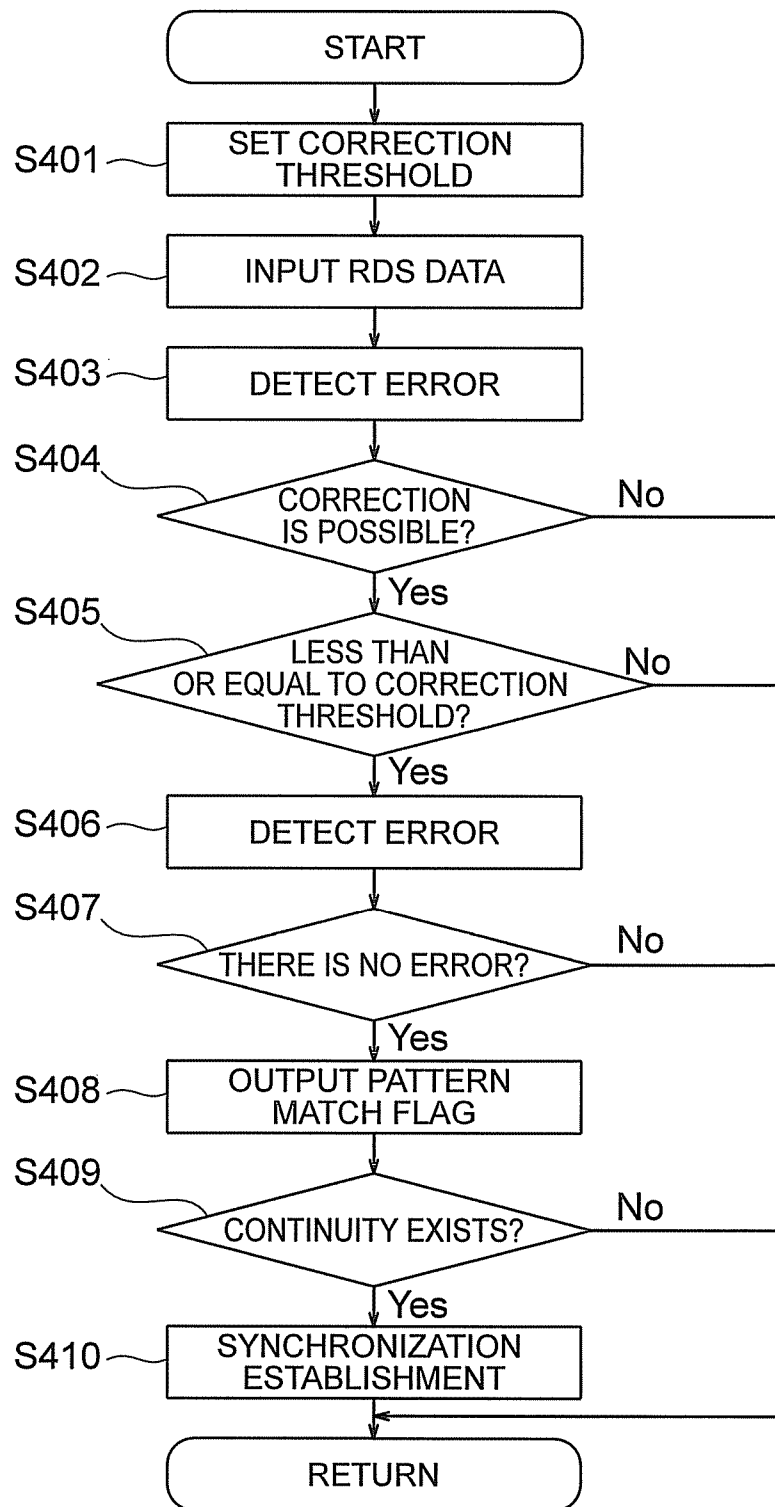 START
S401
SET CORRECTION
THRESHOLD
S402
INPUT RDS DATA
S403
DETECT ERROR
S404
CORRECTION
IS POSSIBLE?
No
Yes
S405
LESS THAN
OR EQUAL TO CORRECTION
THRESHOLD?
No
Yes
S406
DETECT ERROR
S407
THERE IS NO ERROR?
No
Yes
S408
OUTPUT PATTERN
MATCH FLAG
S409
CONTINUITY EXISTS?
No
Yes
S410
SYNCHRONIZATION
ESTABLISHMENT
RETURN